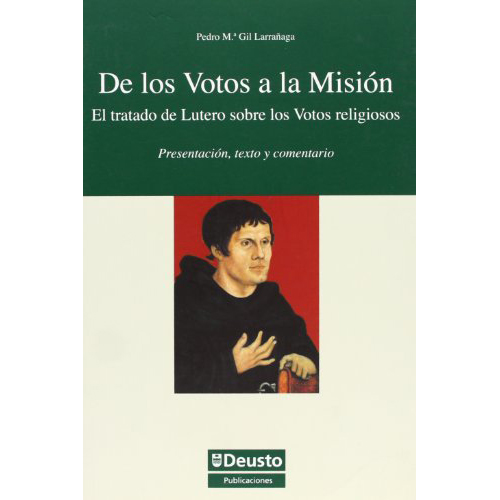 Pedro M.ª Gil Larrañaga
De los Votos a la Misión
El tratado de Lutero sobre los Votos religiosos
Presentación, texto y comentario
Deusto
Publicaciones